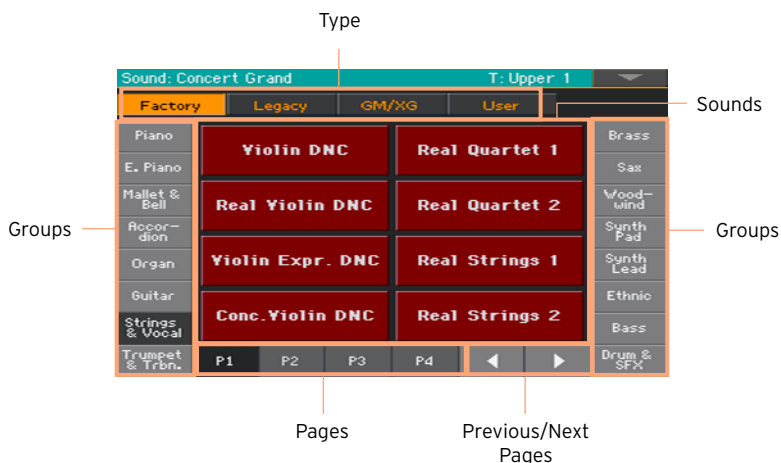 Type
Sound: Concert Grand T: Upper 1
Factory Legacy GM/XG User
Sounds
Groups
Piano
E. Piano
Mallet &
Bell
Accor-
dion
Organ
Guitar
Strings
& Vocal
Trumpet
& Trbn.
Violin DNC Real Quartet 1
Real Violin DNC Real Quartet 2
Violin Expr. DNC Real Strings 1
Conc.Violin DNC Real Strings 2
P1 P2 P3 P4
Brass
Sax
Wood-
wind
Synth
Pad
Synth
Lead
Ethnic
Bass
Drum &
SFX
Groups
Pages
Previous/Next
Pages